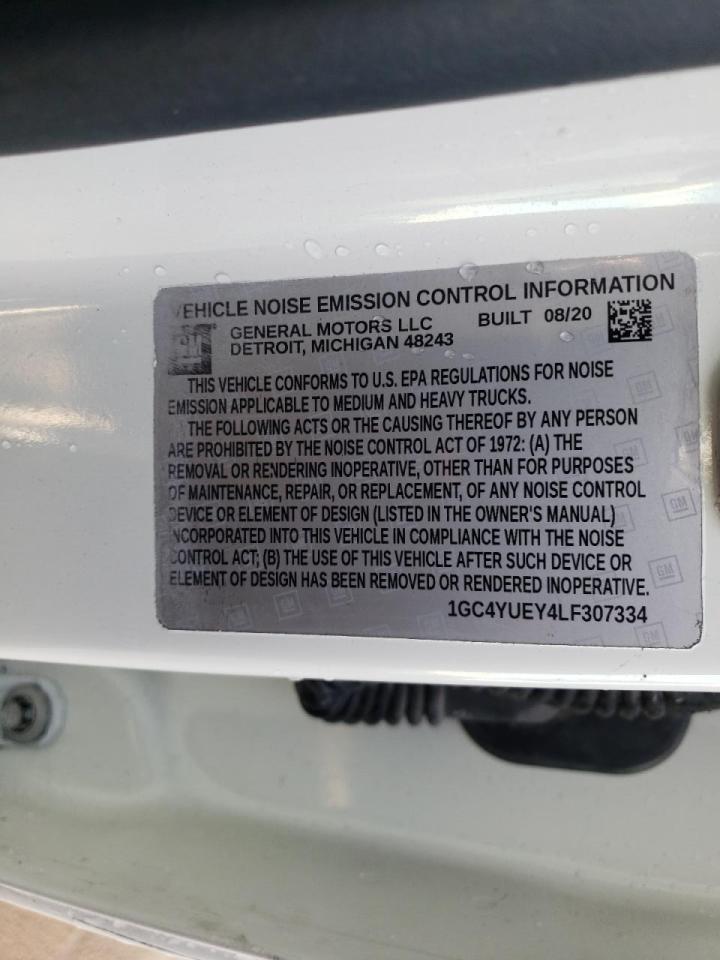 VEHICLE NOISE EMISSION CONTROL INFORMATION
GM GENERAL MOTORS LLC BUILT 08/20
DETROIT, MICHIGAN 48243
THIS VEHICLE CONFORMS TO U.S. EPA REGULATIONS FOR NOISE
EMISSION APPLICABLE TO MEDIUM AND HEAVY TRUCKS.
THE FOLLOWING ACTS OR THE CAUSING THEREOF BY ANY PERSON
ARE PROHIBITED BY THE NOISE CONTROL ACT OF 1972: (A) THE
REMOVAL OR RENDERING INOPERATIVE, OTHER THAN FOR PURPOSES
OF MAINTENANCE, REPAIR, OR REPLACEMENT, OF ANY NOISE CONTROL
DEVICE OR ELEMENT OF DESIGN (LISTED IN THE OWNER'S MANUAL)
INCORPORATED INTO THIS VEHICLE IN COMPLIANCE WITH THE NOISE
CONTROL ACT; (B) THE USE OF THIS VEHICLE AFTER SUCH DEVICE OR
ELEMENT OF DESIGN HAS BEEN REMOVED OR RENDERED INOPERATIVE.
1GC4YUEY4LF307334